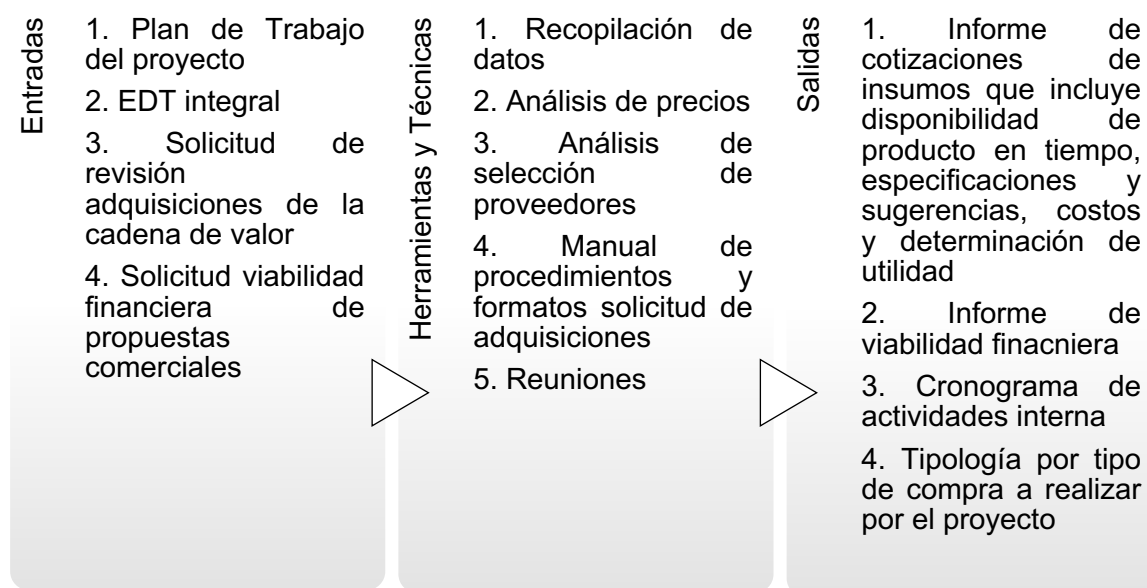 Entradas
1. Plan de Trabajo
del proyecto
2. EDT integral
3. Solicitud de
revisión
adquisiciones de la
cadena de valor
4. Solicitud viabilidad
financiera de
propuestas
comerciales
Herramientas y Técnicas
1. Recopilación de
datos
2. Análisis de precios
3. Análisis de
selección de
proveedores
4. Manual de
procedimientos y
formatos solicitud de
adquisiciones
5. Reuniones
Salidas
1. Informe de
cotizaciones de
insumos que incluye
disponibilidad de
producto en tiempo,
especificaciones y
sugerencias, costos
y determinación de
utilidad
2. Informe de
viabilidad finacniera
3. Cronograma de
actividades interna
4. Tipología por tipo
de compra a realizar
por el proyecto